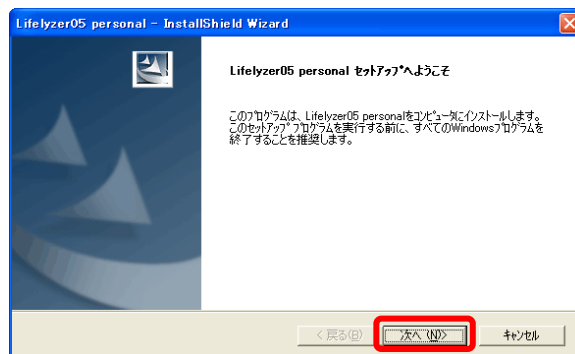 Lifelyzer05 personal - InstallShield Wizard
Lifelyzer05 personal セットアップへようこそ
このプログラムは、Lifelyzer05 personalをコンピュータにインストールします。
このセットアップ プログラムを実行する前に、すべてのWindowsプログラムを
終了することを推奨します。
< 戻る(B) 次へ (N)> キャンセル